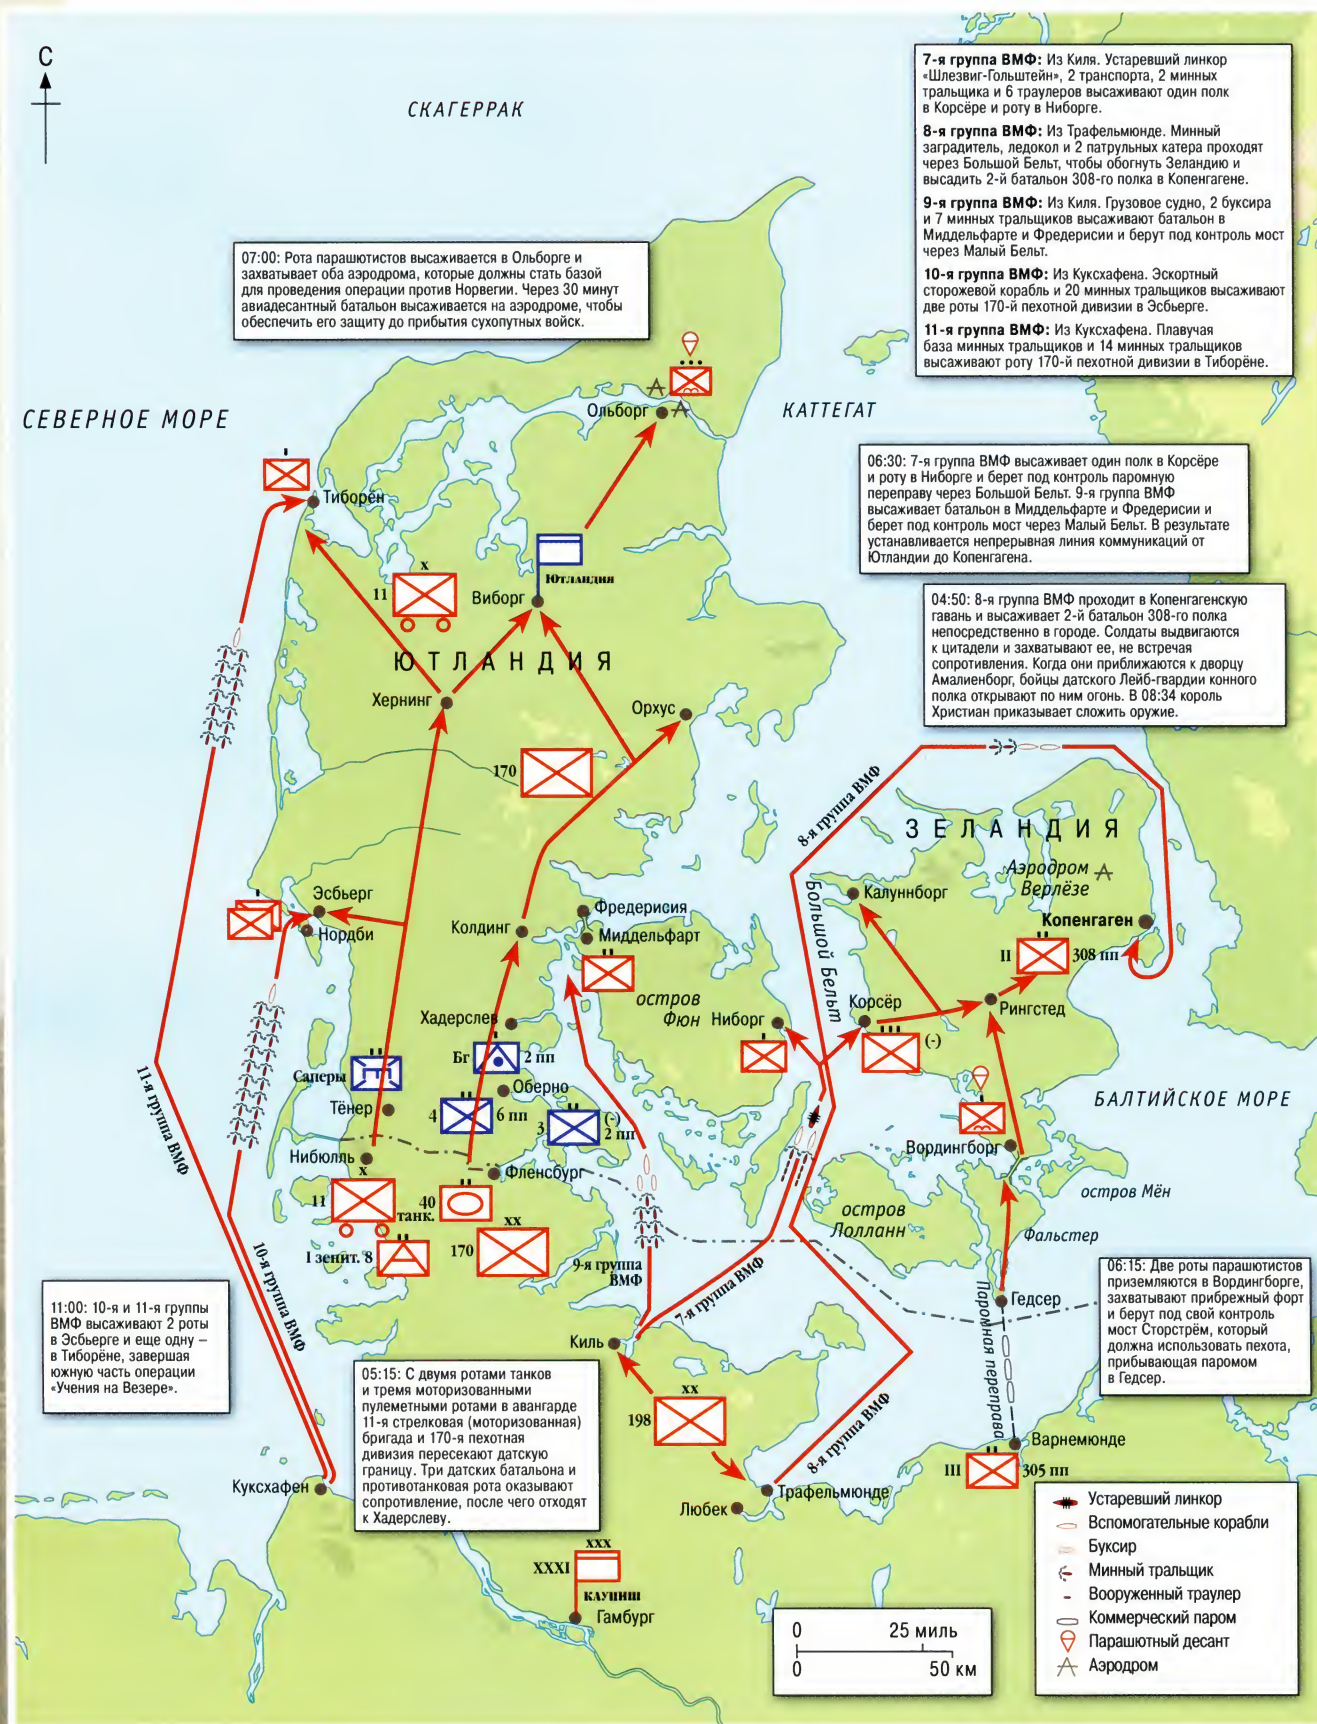 С
СКАГЕРРАК
7-я группа ВМФ: Из Киля. Устаревший линкор
«Шлезвиг-Гольштейн», 2 транспорта, 2 минных
тральщика и 6 траулеров высаживают один полк
в Корсёре и роту в Ниборге.
8-я группа ВМФ: Из Трафельмюнде. Минный
заградитель, ледокол и 2 патрульных катера проходят
через Большой Бельт, чтобы обогнуть Зеландию и
высадить 2-й батальон 308-го полка в Копенгагене.
9-я группа ВМФ: Из Киля. Грузовое судно, 2 буксира
и 7 минных тральщиков высаживают батальон в
Миддельфарте и Фредерисии и берут под контроль мост
через Малый Бельт.
10-я группа ВМФ: Из Куксхафена. Эскортный
сторожевой корабль и 20 минных тральщиков высаживают
две роты 170-й пехотной дивизии в Эсбьерге.
11-я группа ВМФ: Из Куксхафена. Плавучая
база минных тральщиков и 14 минных тральщиков
высаживают роту 170-й пехотной дивизии в Тиборёне.
07:00: Рота парашютистов высаживается в Ольборге и
захватывает оба аэродрома, которые должны стать базой
для проведения операции против Норвегии. Через 30 минут
авиадесантный батальон высаживается на аэродроме, чтобы
обеспечить его защиту до прибытия сухопутных войск.
СЕВЕРНОЕ МОРЕ
Ольборг
КАТТЕГАТ
06:30: 7-я группа ВМФ высаживает один полк в Корсёре
и роту в Ниборге и берет под контроль паромную
переправу через Большой Бельт. 9-я группа ВМФ
высаживает батальон в Миддельфарте и Фредерисии и
берет под контроль мост через Малый Бельт. В результате
устанавливается непрерывная линия коммуникаций от
Ютландии до Копенгагена.
Тиборён
Ютландия
x
11
Виборг
04:50: 8-я группа ВМФ проходит в Копенгагенскую
гавань и высаживает 2-й батальон 308-го полка
непосредственно в городе. Солдаты выдвигаются
к цитадели и захватывают ее, не встречая
сопротивления. Когда они приближаются к дворцу
Амалиенборг, бойцы датского Лейб-гвардии конного
полка открывают по ним огонь. В 08:34 король
Христиан приказывает сложить оружие.
ЮТЛАНДИЯ
Хернинг
Орхус
170
8-я группа ВМФ
ЗЕЛАНДИЯ
Аэродром
Верлёзе
Эсбьерг
Нордби
Колдинг
Фредерисия
Миддельфарт
Большой Бельт
Калуннборг
Копенгаген
II
308 пп
остров
Фюн
Ниборг
Корсёр
(-)
Рингстед
Хадерслев
Бг
2 пп
Саперы
Оберно
Тёнер
4
6 пп
3
(-)
2 пп
11-я группа ВМФ
БАЛТИЙСКОЕ МОРЕ
Нибюлль
Фленсбург
Вордингборг
x
11
40
танк.
xx
170
I зенит. 8
остров Мён
остров
Лолланн
Фальстер
9-я группа
ВМФ
10-я группа ВМФ
7-я группа ВМФ
Гедсер
Паромная переправа
06:15: Две роты парашютистов
приземляются в Вордингборге,
захватывают прибрежный форт
и берут под свой контроль
мост Сторстрём, который
должна использовать пехота,
прибывающая паромом
в Гедсер.
11:00: 10-я и 11-я группы
ВМФ высаживают 2 роты
в Эсбьерге и еще одну –
в Тиборёне, завершая
южную часть операции
«Учения на Везере».
Киль
05:15: С двумя ротами танков
и тремя моторизованными
пулеметными ротами в авангарде
11-я стрелковая (моторизованная)
бригада и 170-я пехотная
дивизия пересекают датскую
границу. Три датских батальона и
противотанковая рота оказывают
сопротивление, после чего отходят
к Хадерслеву.
xx
198
8-я группа ВМФ
Варнемюнде
III
305 пп
Куксхафен
Трафельмюнде
Любек
xxx
XXXI
КАУПИШ
Гамбург
Устаревший линкор
Вспомогательные корабли
Буксир
Минный тральщик
Вооруженный траулер
Коммерческий паром
Парашютный десант
Аэродром
0 25 миль
0 50 км